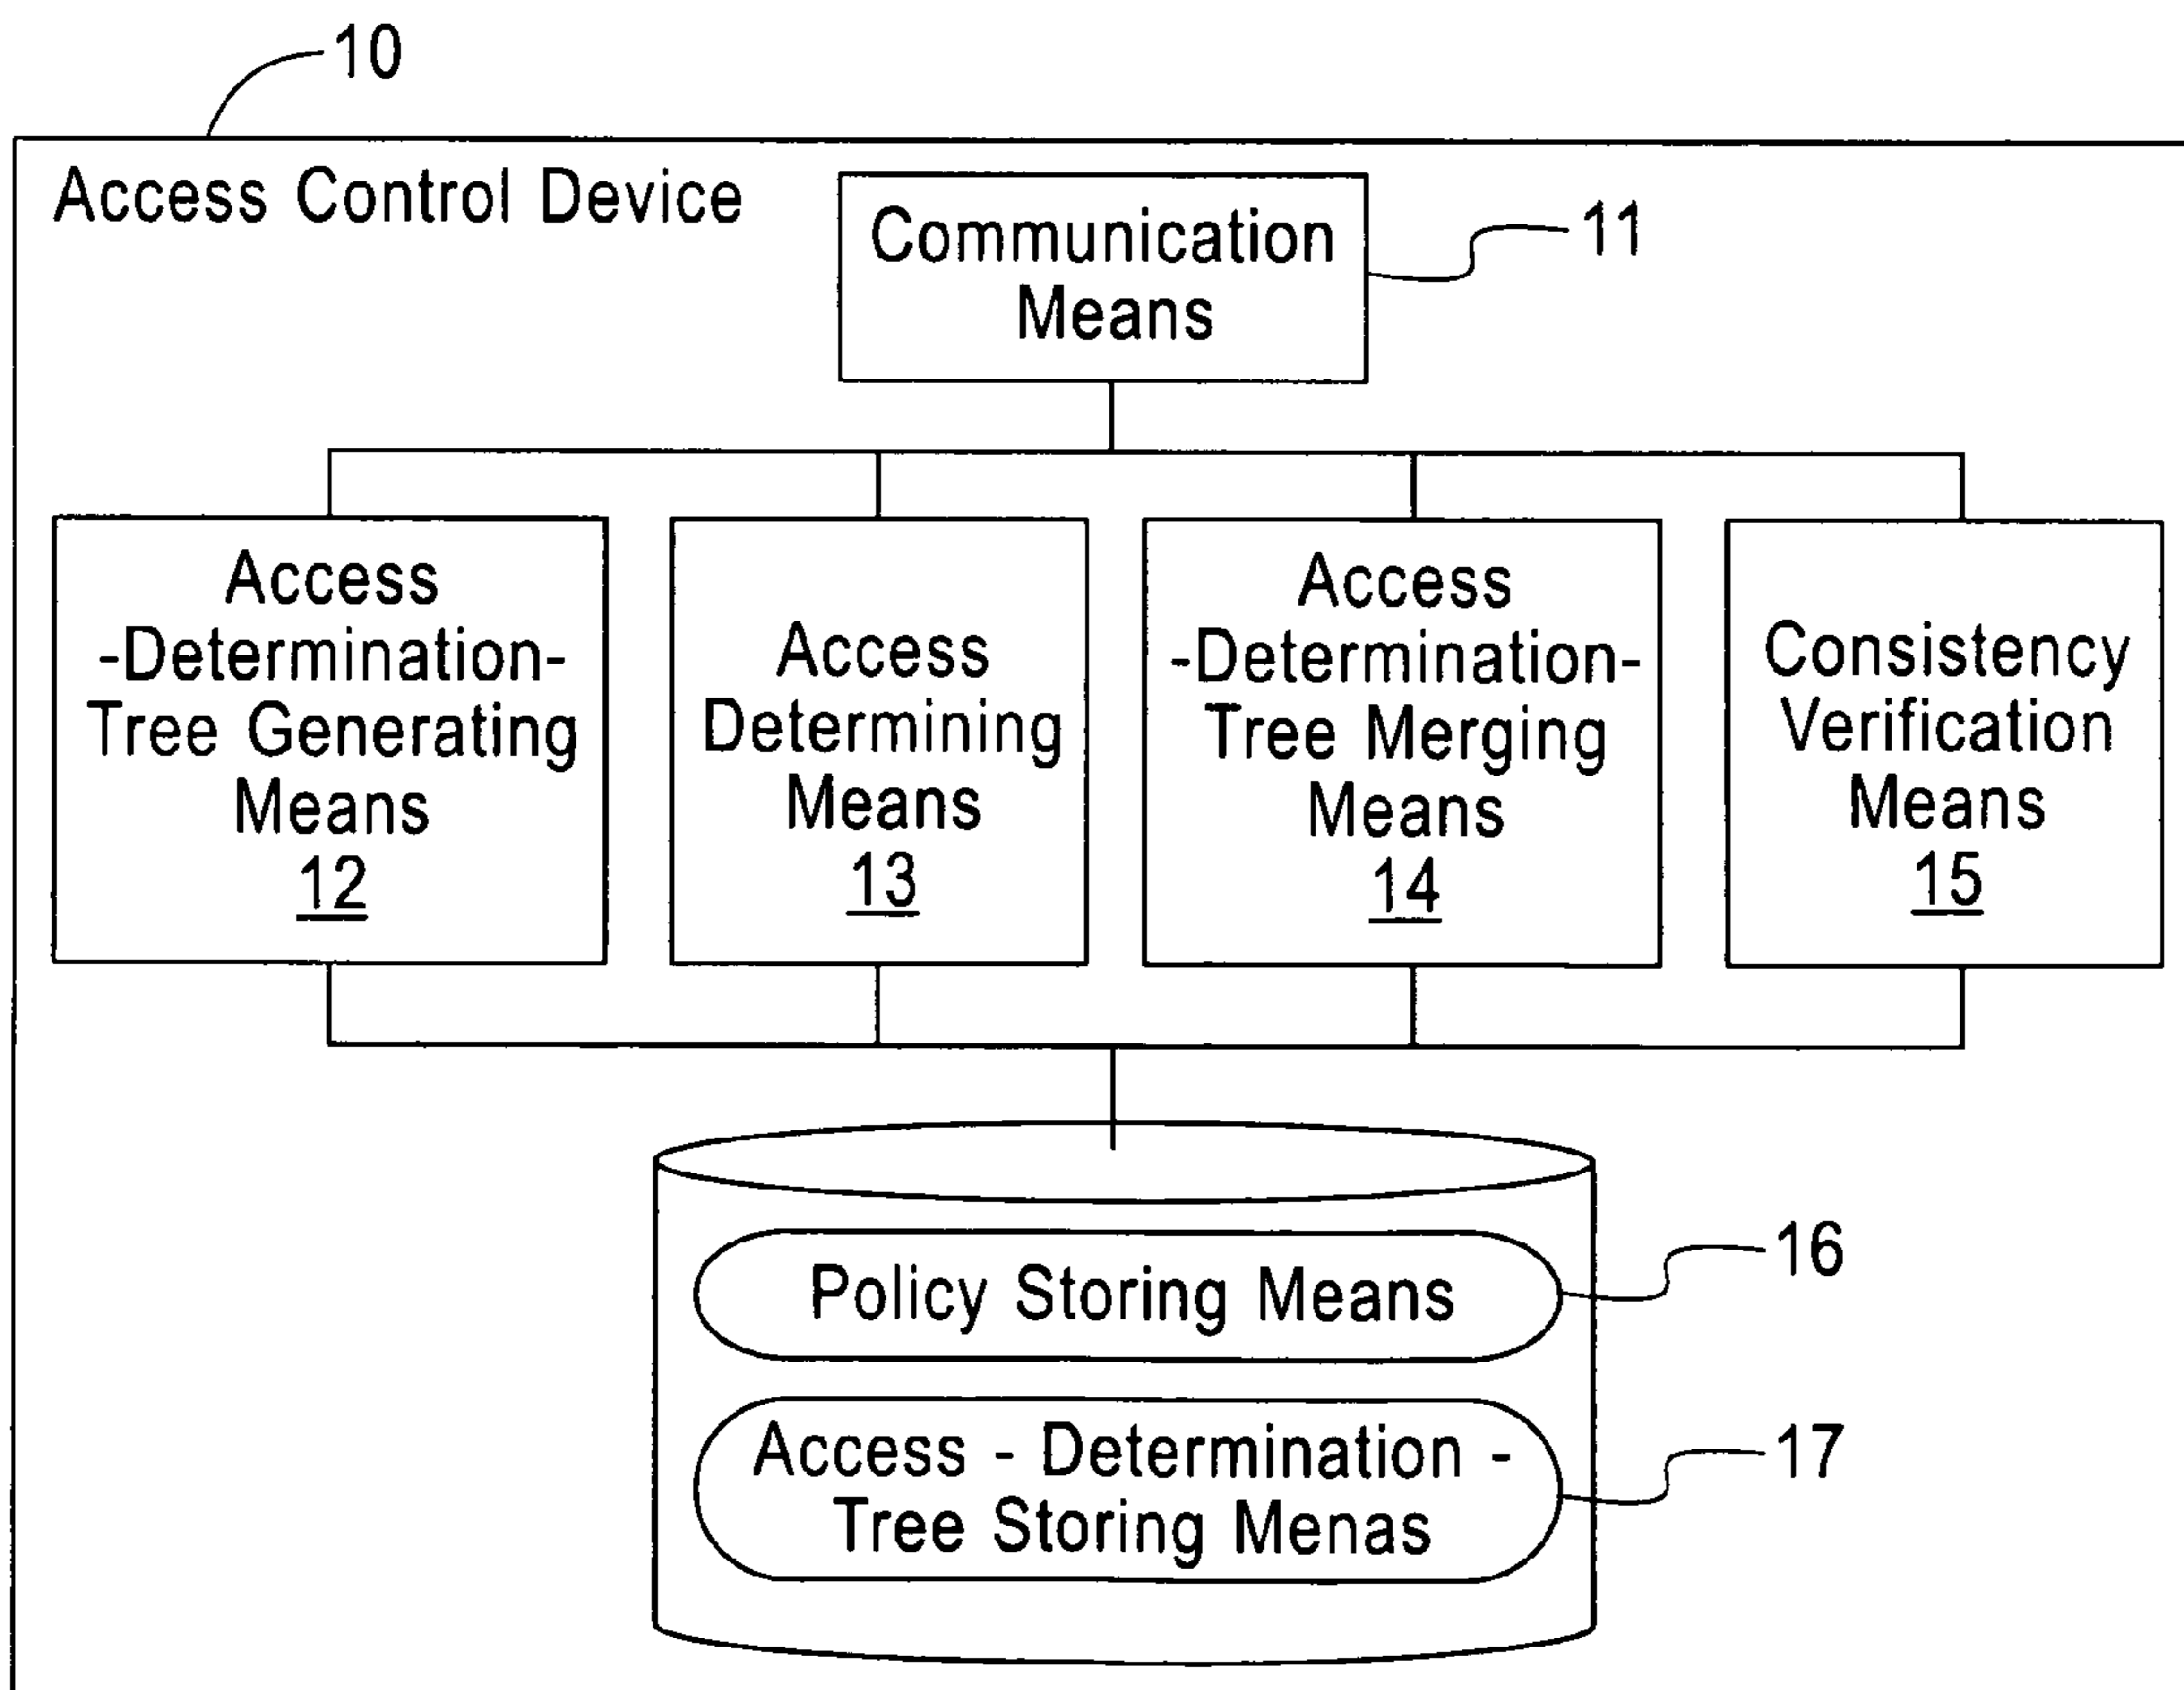 10
Access Control Device
Communication
Means
11
Access
-Determination-
Tree Generating
Means
12
Access
Determining
Means
13
Access
-Determination-
Tree Merging
Means
14
Consistency
Verification
Means
15
Policy Storing Means
16
Access - Determination -
Tree Storing Menas
17